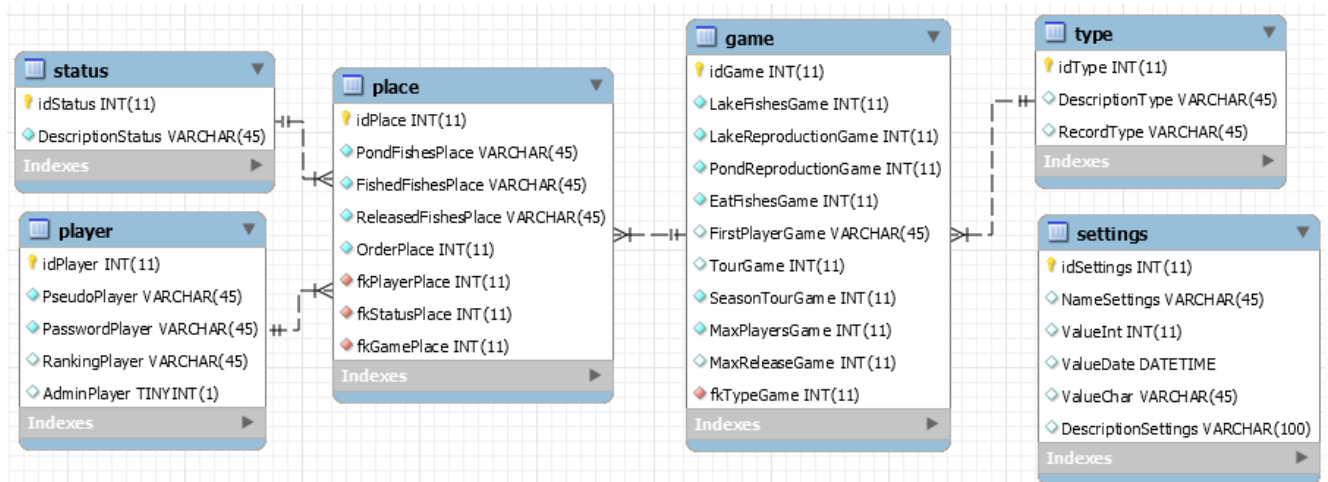 status
idStatus INT(11)
DescriptionStatus VARCHAR(45)
Indexes
player
idPlayer INT(11)
PseudoPlayer VARCHAR(45)
PasswordPlayer VARCHAR(45)
RankingPlayer VARCHAR(45)
AdminPlayer TINYINT(1)
Indexes
place
idPlace INT(11)
PondFishesPlace VARCHAR(45)
FishedFishesPlace VARCHAR(45)
ReleasedFishesPlace VARCHAR(45)
OrderPlace INT(11)
fkPlayerPlace INT(11)
fkStatusPlace INT(11)
fkGamePlace INT(11)
Indexes
game
idGame INT(11)
LakeFishesGame INT(11)
LakeReproductionGame INT(11)
PondReproductionGame INT(11)
EatFishesGame INT(11)
FirstPlayerGame VARCHAR(45)
TourGame INT(11)
SeasonTourGame INT(11)
MaxPlayersGame INT(11)
MaxReleaseGame INT(11)
fkTypeGame INT(11)
Indexes
type
idType INT(11)
DescriptionType VARCHAR(45)
RecordType VARCHAR(45)
Indexes
settings
idSettings INT(11)
NameSettings VARCHAR(45)
ValueInt INT(11)
ValueDate DATETIME
ValueChar VARCHAR(45)
DescriptionSettings VARCHAR(100)
Indexes